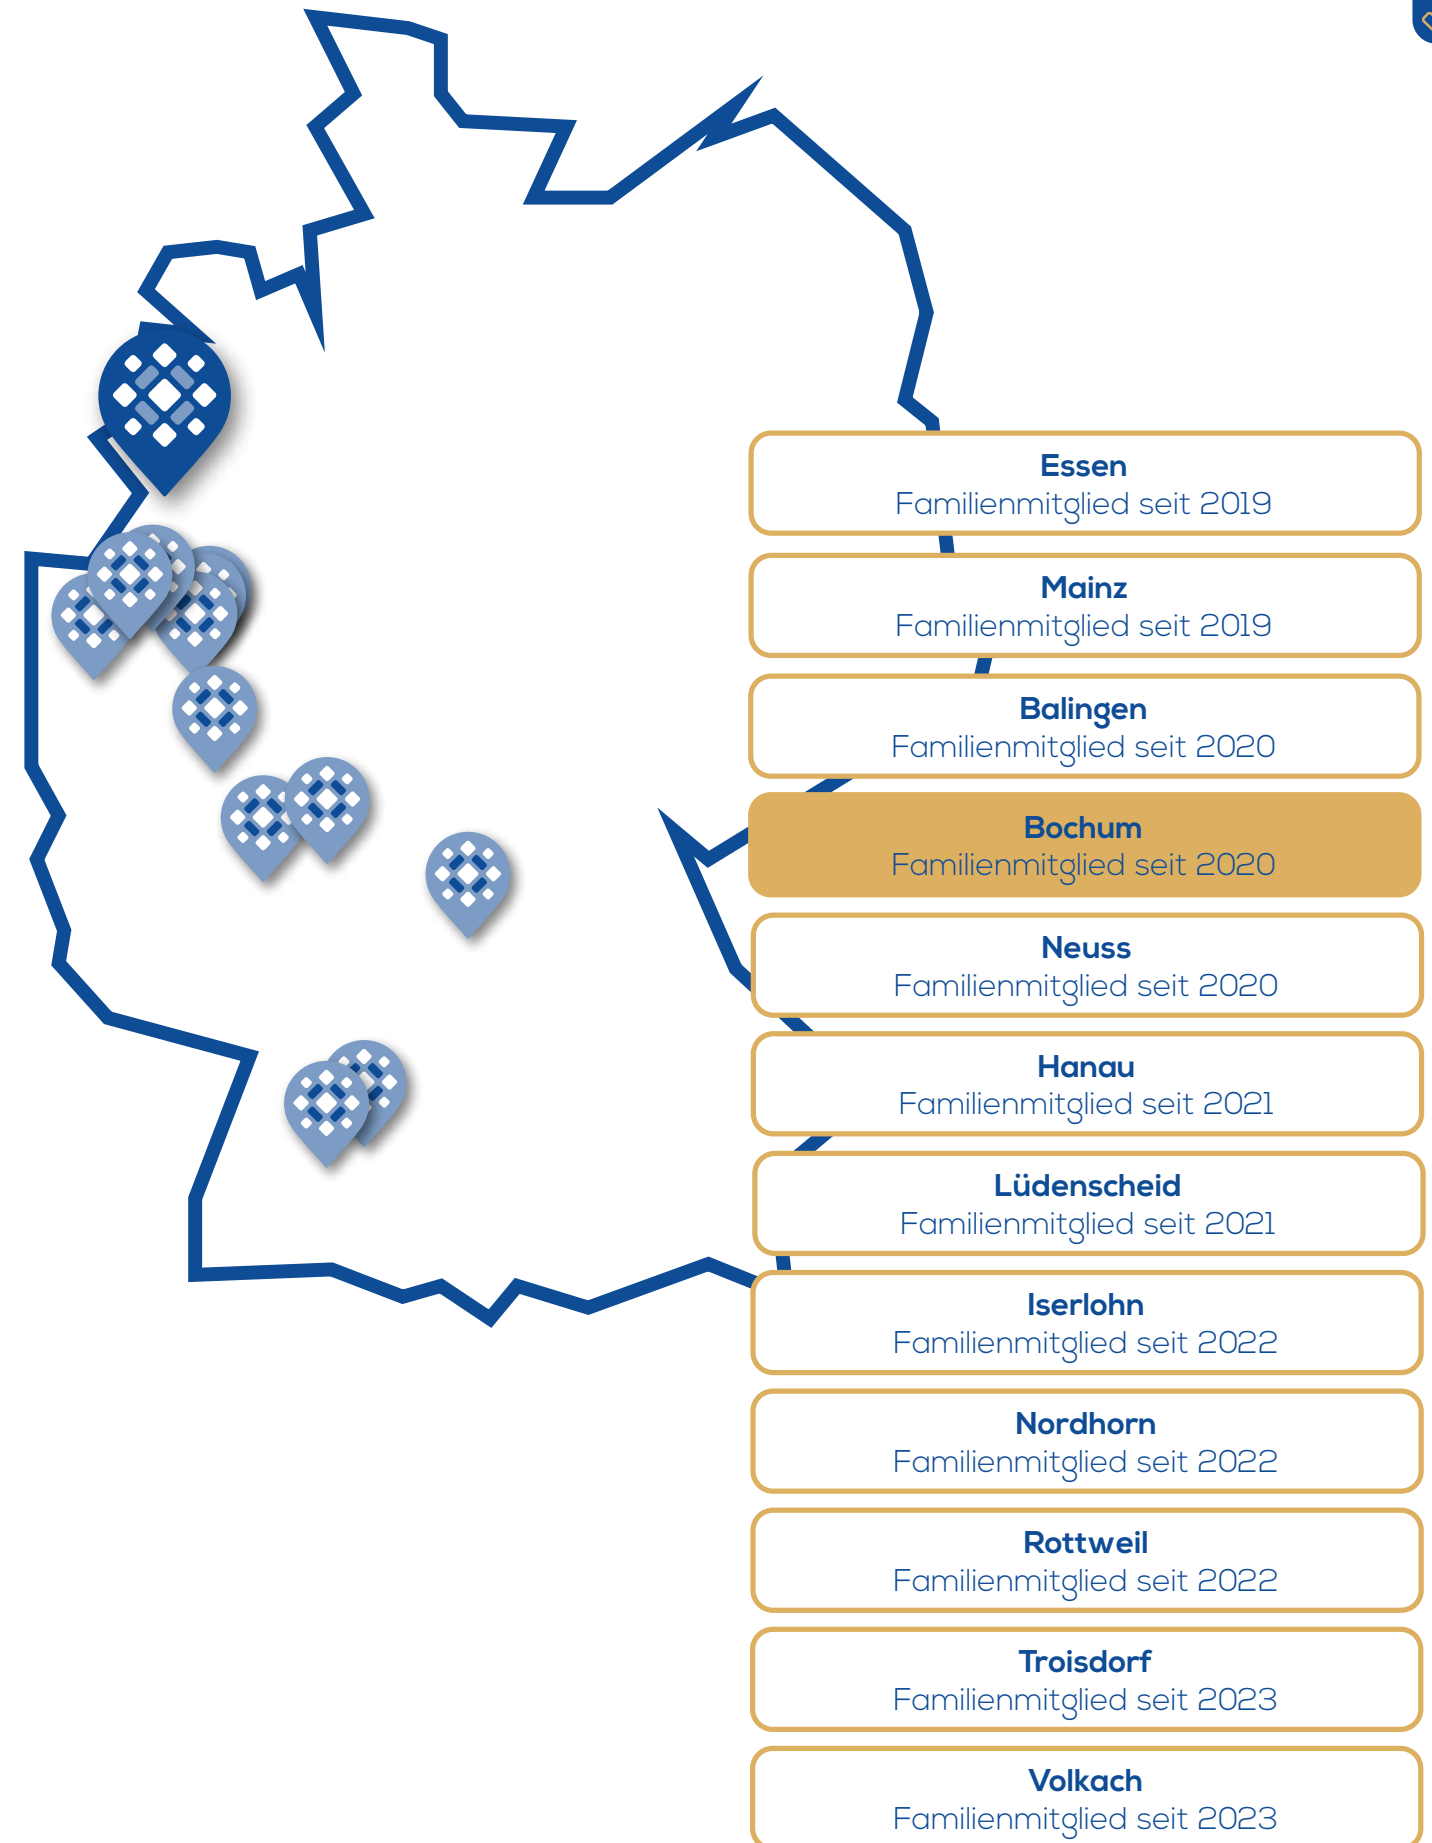 Essen
Familienmitglied seit 2019
Mainz
Familienmitglied seit 2019
Balingen
Familienmitglied seit 2020
Bochum
Familienmitglied seit 2020
Neuss
Familienmitglied seit 2020
Hanau
Familienmitglied seit 2021
Lüdenscheid
Familienmitglied seit 2021
Iserlohn
Familienmitglied seit 2022
Nordhorn
Familienmitglied seit 2022
Rottweil
Familienmitglied seit 2022
Troisdorf
Familienmitglied seit 2023
Volkach
Familienmitglied seit 2023